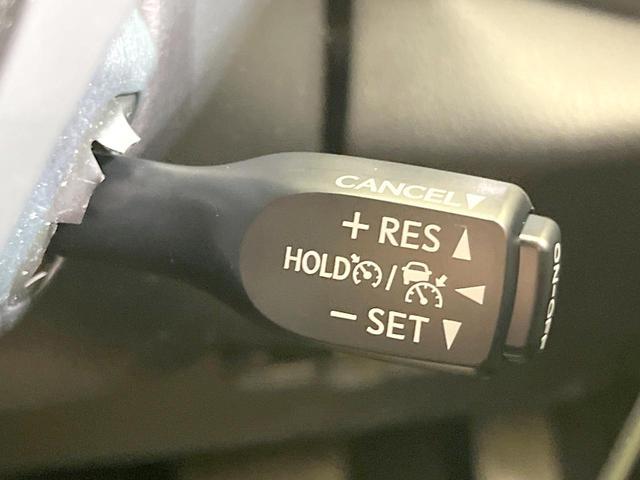 CANCEL▼
+ RES ▲
HOLD / ◀
− SET ▼
ON-OFF